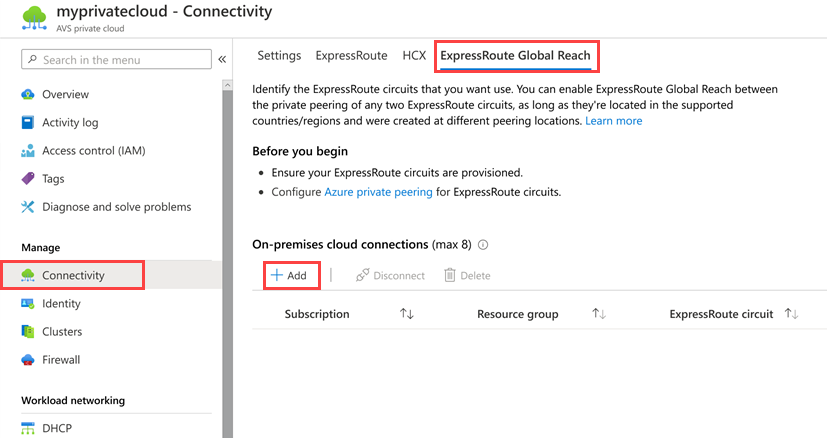 myprivatecloud - Connectivity
AVS private cloud
Search in the menu
«
Overview
Activity log
Access control (IAM)
Tags
Diagnose and solve problems
Manage
Connectivity
Identity
Clusters
Firewall
Workload networking
DHCP
Settings ExpressRoute HCX ExpressRoute Global Reach
Identify the ExpressRoute circuits that you want use. You can enable ExpressRoute Global Reach between
the private peering of any two ExpressRoute circuits, as long as they're located in the supported
countries/regions and were created at different peering locations. Learn more
Before you begin
• Ensure your ExpressRoute circuits are provisioned.
• Configure Azure private peering for ExpressRoute circuits.
On-premises cloud connections (max 8)
+ Add | Disconnect Delete
Subscription ↑↓ Resource group ↑↓ ExpressRoute circuit ↑↓